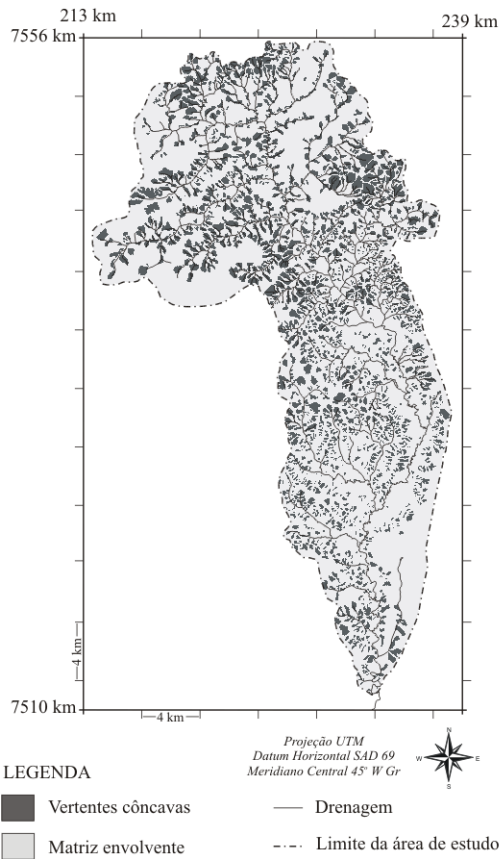 213 km
239 km
7556 km
4 km
7510 km
4 km
Projeção UTM
Datum Horizontal SAD 69
Meridiano Central 45º W Gr
N
W
E
S
LEGENDA
Vertentes côncavas
Drenagem
Matriz envolvente
Limite da área de estudo